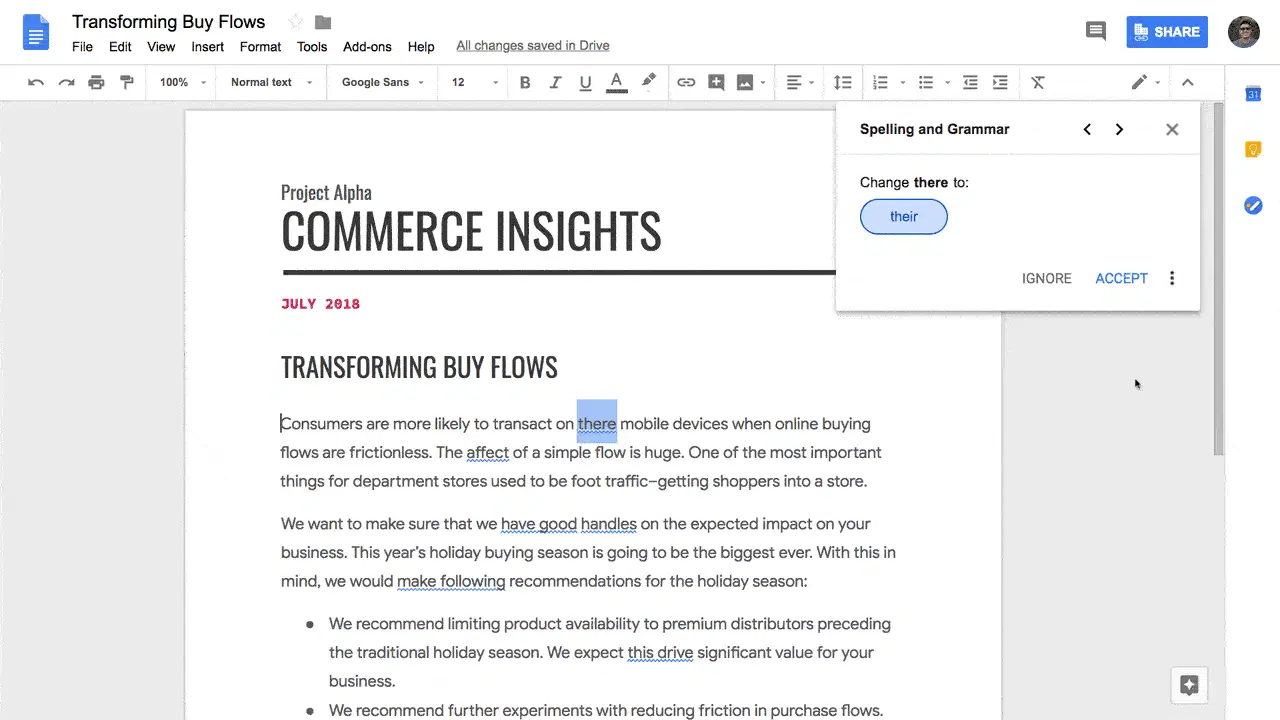 Transforming Buy Flows
File Edit View Insert Format Tools Add-ons Help All changes saved in Drive
SHARE
100% Normal text Google Sans 12 B I U A
31
Spelling and Grammar
Change there to:
their
IGNORE ACCEPT
Project Alpha
COMMERCE INSIGHTS
JULY 2018
TRANSFORMING BUY FLOWS
Consumers are more likely to transact on there mobile devices when online buying
flows are frictionless. The affect of a simple flow is huge. One of the most important
things for department stores used to be foot traffic–getting shoppers into a store.
We want to make sure that we have good handles on the expected impact on your
business. This year’s holiday buying season is going to be the biggest ever. With this in
mind, we would make following recommendations for the holiday season:
● We recommend limiting product availability to premium distributors preceding
the traditional holiday season. We expect this drive significant value for your
business.
● We recommend further experiments with reducing friction in purchase flows.